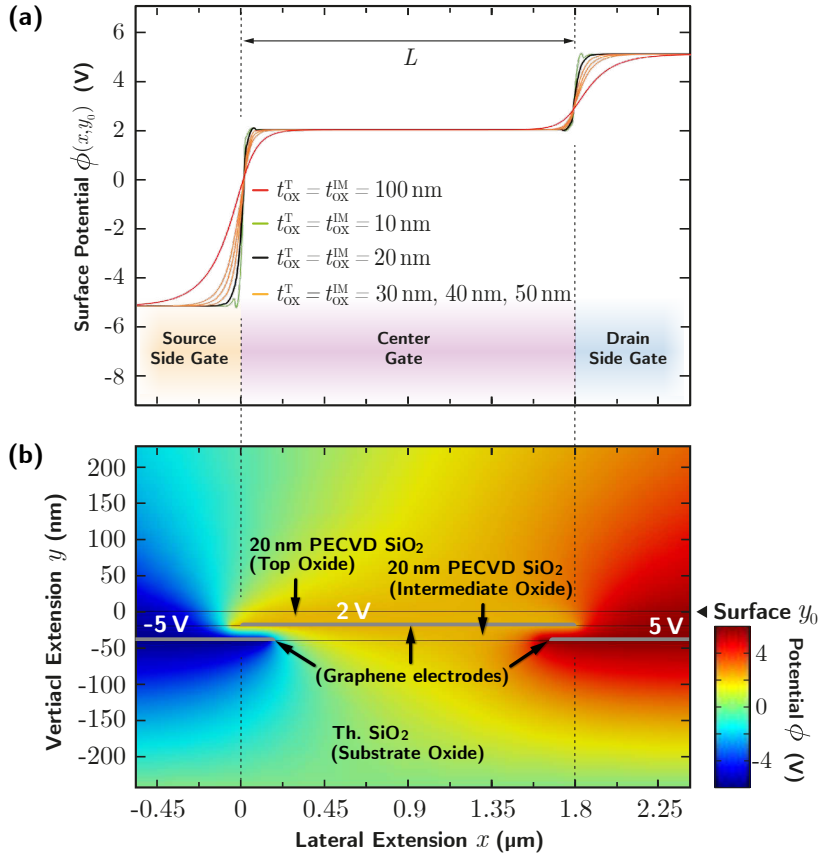 (a)
Surface Potential ϕ(x,y₀) (V)
6
4
2
0
-2
-4
-6
-8
L
t_ox^T = t_ox^IM = 100 nm
t_ox^T = t_ox^IM = 10 nm
t_ox^T = t_ox^IM = 20 nm
t_ox^T = t_ox^IM = 30 nm, 40 nm, 50 nm
Source
Side Gate
Center
Gate
Drain
Side Gate
(b)
Vertiacl Extension y (nm)
200
150
100
50
0
-50
-100
-150
-200
20 nm PECVD SiO₂
(Top Oxide)
20 nm PECVD SiO₂
(Intermediate Oxide)
-5 V
2 V
5 V
Surface y₀
(Graphene electrodes)
Th. SiO₂
(Substrate Oxide)
4
0
-4
Potential ϕ (V)
-0.45
0
0.45
0.9
1.35
1.8
2.25
Lateral Extension x (µm)